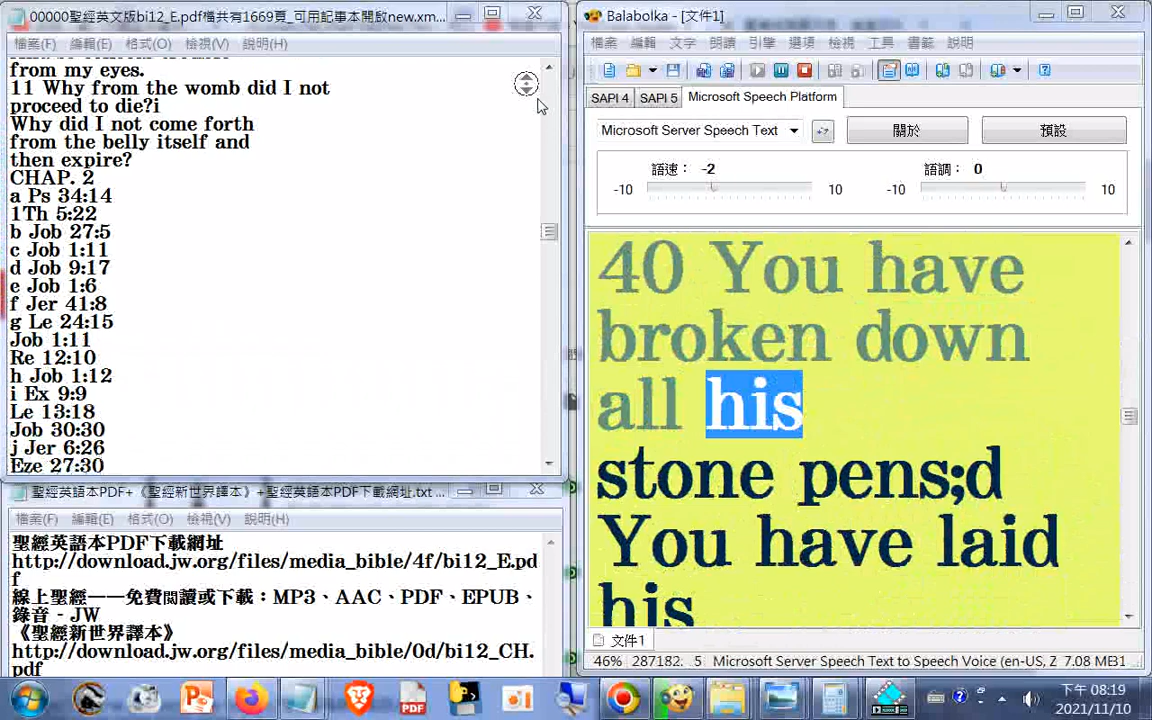 00000聖經英文版bi12_E.pdf檔共有1669頁_可用記事本開啟new.xm...
檔案(F) 編輯(E) 格式(O) 檢視(V) 說明(H)
from my eyes.
11 Why from the womb did I not
proceed to die?i
Why did I not come forth
from the belly itself and
then expire?
CHAP. 2
a Ps 34:14
1Th 5:22
b Job 27:5
c Job 1:11
d Job 9:17
e Job 1:6
f Jer 41:8
g Le 24:15
Job 1:11
Re 12:10
h Job 1:12
i Ex 9:9
Le 13:18
Job 30:30
j Jer 6:26
Eze 27:30
聖經英語本PDF+《聖經新世界譯本》+聖經英語本PDF下載網址.txt ...
檔案(F) 編輯(E) 格式(O) 檢視(V) 說明(H)
聖經英語本PDF下載網址
http://download.jw.org/files/media_bible/4f/bi12_E.pd
f
線上聖經——免費閱讀或下載：MP3、AAC、PDF、EPUB、
錄音 - JW
《聖經新世界譯本》
http://download.jw.org/files/media_bible/0d/bi12_CH.
pdf
Balabolka - [文件1]
檔案 編輯 文字 朗讀 引擎 選項 檢視 工具 書籤 說明
SAPI 4 SAPI 5 Microsoft Speech Platform
Microsoft Server Speech Text 關於 預設
語速： -2 語調： 0
-10 10 -10 10
40 You have
broken down
all his
stone pens;d
You have laid
his
文件1
46% 287182: 5 Microsoft Server Speech Text to Speech Voice (en-US, Z 7.08 MB1
PDF
下午 08:19
2021/11/10